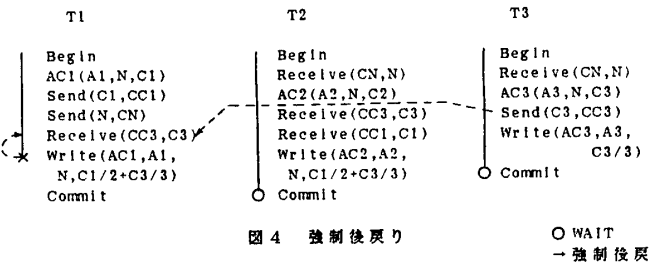 T1
Begin
AC1(A1,N,C1)
Send(C1,CC1)
Send(N,CN)
Receive(CC3,C3)
Write(AC1,A1,
N,C1/2+C3/3)
Commit
T2
Begin
Receive(CN,N)
AC2(A2,N,C2)
Receive(CC3,C3)
Receive(CC1,C1)
Write(AC2,A2,
N,C1/2+C3/3)
Commit
T3
Begin
Receive(CN,N)
AC3(A3,N,C3)
Send(C3,CC3)
Write(AC3,A3,
C3/3)
Commit
図4 強制後戻り
○ WAIT
→ 強制後戻